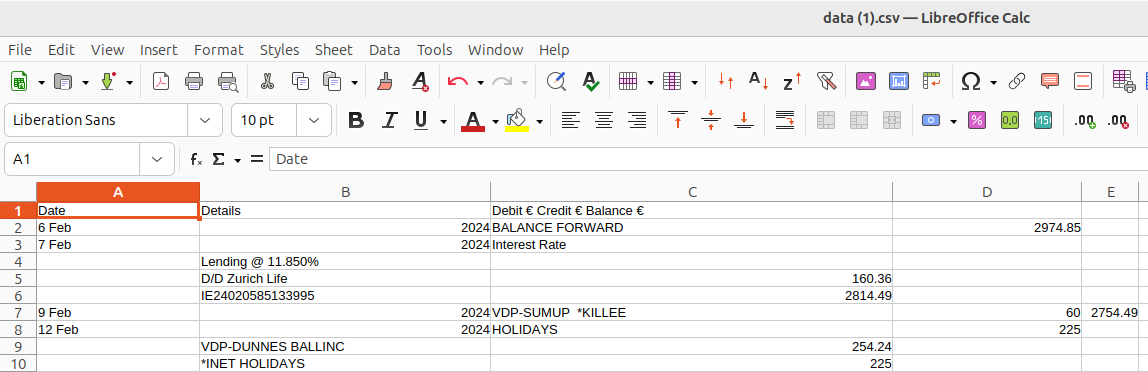 data (1).csv — LibreOffice Calc
File Edit View Insert Format Styles Sheet Data Tools Window Help
Liberation Sans 10 pt B I U A
A1 fx Σ = Date
A B C D E
1 Date Details Debit € Credit € Balance €
2 6 Feb 2024 BALANCE FORWARD 2974.85
3 7 Feb 2024 Interest Rate
4 Lending @ 11.850%
5 D/D Zurich Life 160.36
6 IE24020585133995 2814.49
7 9 Feb 2024 VDP-SUMUP *KILLEE 60 2754.49
8 12 Feb 2024 HOLIDAYS 225
9 VDP-DUNNES BALLINC 254.24
10 *INET HOLIDAYS 225